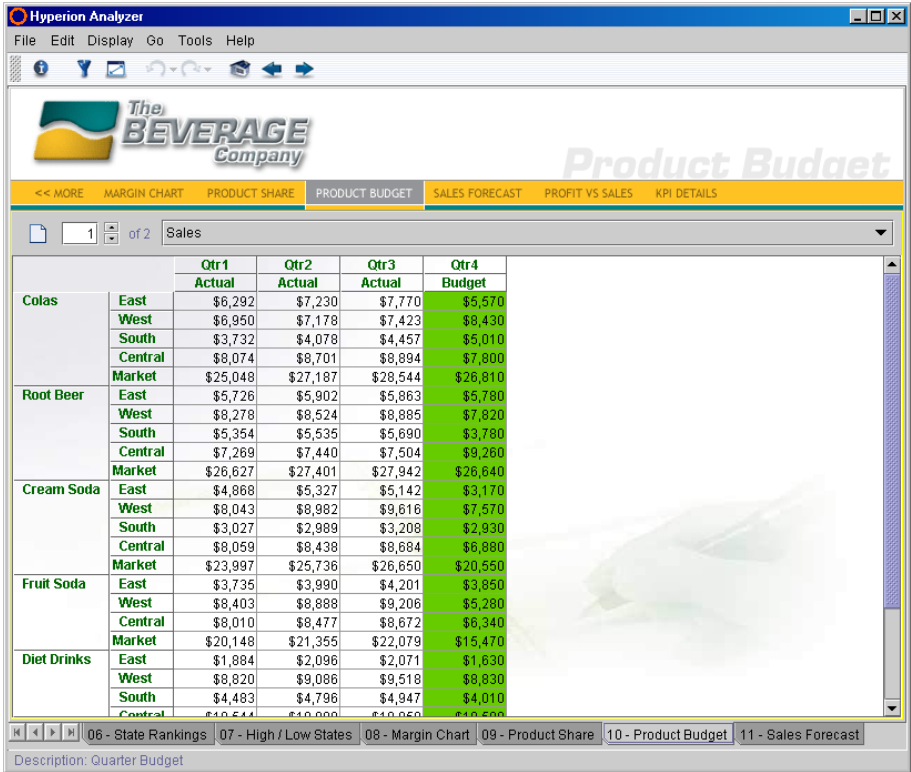 Hyperion Analyzer
File Edit Display Go Tools Help
The
BEVERAGE
Company
Product Budget
<< MORE MARGIN CHART PRODUCT SHARE PRODUCT BUDGET SALES FORECAST PROFIT VS SALES KPI DETAILS
1 of 2 Sales
Qtr1 Qtr2 Qtr3 Qtr4
Actual Actual Actual Budget
Colas East $6,292 $7,230 $7,770 $5,570
West $6,950 $7,178 $7,423 $8,430
South $3,732 $4,078 $4,457 $5,010
Central $8,074 $8,701 $8,894 $7,800
Market $25,048 $27,187 $28,544 $26,810
Root Beer East $5,726 $5,902 $5,863 $5,780
West $8,278 $8,524 $8,885 $7,820
South $5,354 $5,535 $5,690 $3,780
Central $7,269 $7,440 $7,504 $9,260
Market $26,627 $27,401 $27,942 $26,640
Cream Soda East $4,868 $5,327 $5,142 $3,170
West $8,043 $8,982 $9,616 $7,570
South $3,027 $2,989 $3,208 $2,930
Central $8,059 $8,438 $8,684 $6,880
Market $23,997 $25,736 $26,650 $20,550
Fruit Soda East $3,735 $3,990 $4,201 $3,850
West $8,403 $8,888 $9,206 $5,280
Central $8,010 $8,477 $8,672 $6,340
Market $20,148 $21,355 $22,079 $15,470
Diet Drinks East $1,884 $2,096 $2,071 $1,630
West $8,820 $9,086 $9,518 $8,830
South $4,483 $4,796 $4,947 $4,010
Central
06 - State Rankings 07 - High / Low States 08 - Margin Chart 09 - Product Share 10 - Product Budget 11 - Sales Forecast
Description: Quarter Budget